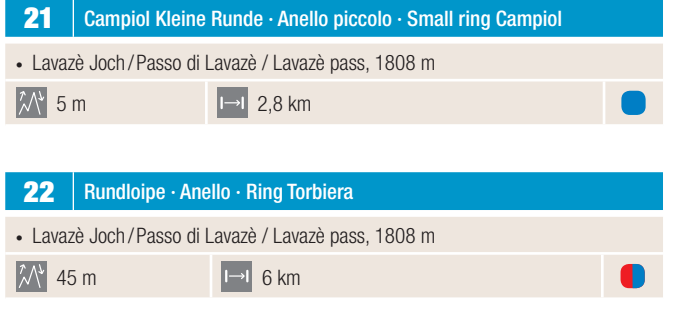 21 Campiol Kleine Runde · Anello piccolo · Small ring Campiol
• Lavazè Joch/Passo di Lavazè / Lavazè pass, 1808 m
5 m 2,8 km
22 Rundloipe · Anello · Ring Torbiera
• Lavazè Joch/Passo di Lavazè / Lavazè pass, 1808 m
45 m 6 km